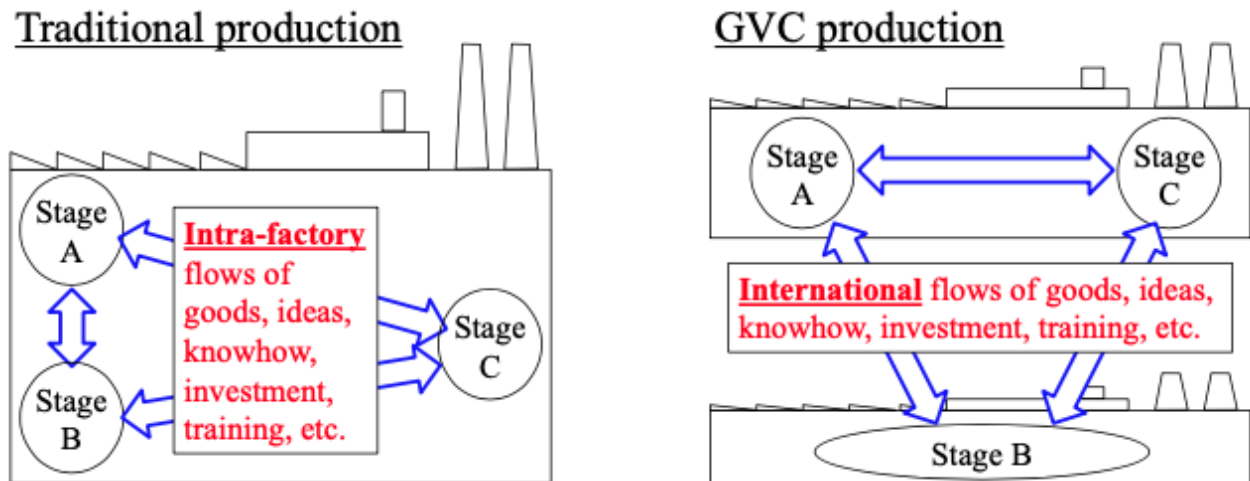 Traditional production
Stage
A
Intra-factory
flows of
goods, ideas,
knowhow,
investment,
training, etc.
Stage
B
Stage
C
GVC production
Stage
A
Stage
C
International flows of goods, ideas,
knowhow, investment, training, etc.
Stage B